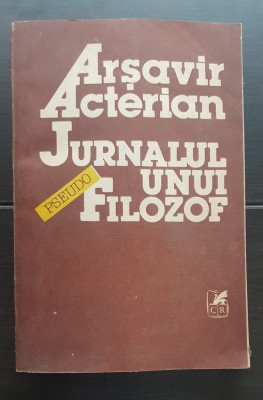 Arşavir
Acterian
JURNALUL
UNUI
PSEUDO
FILOZOF
CR